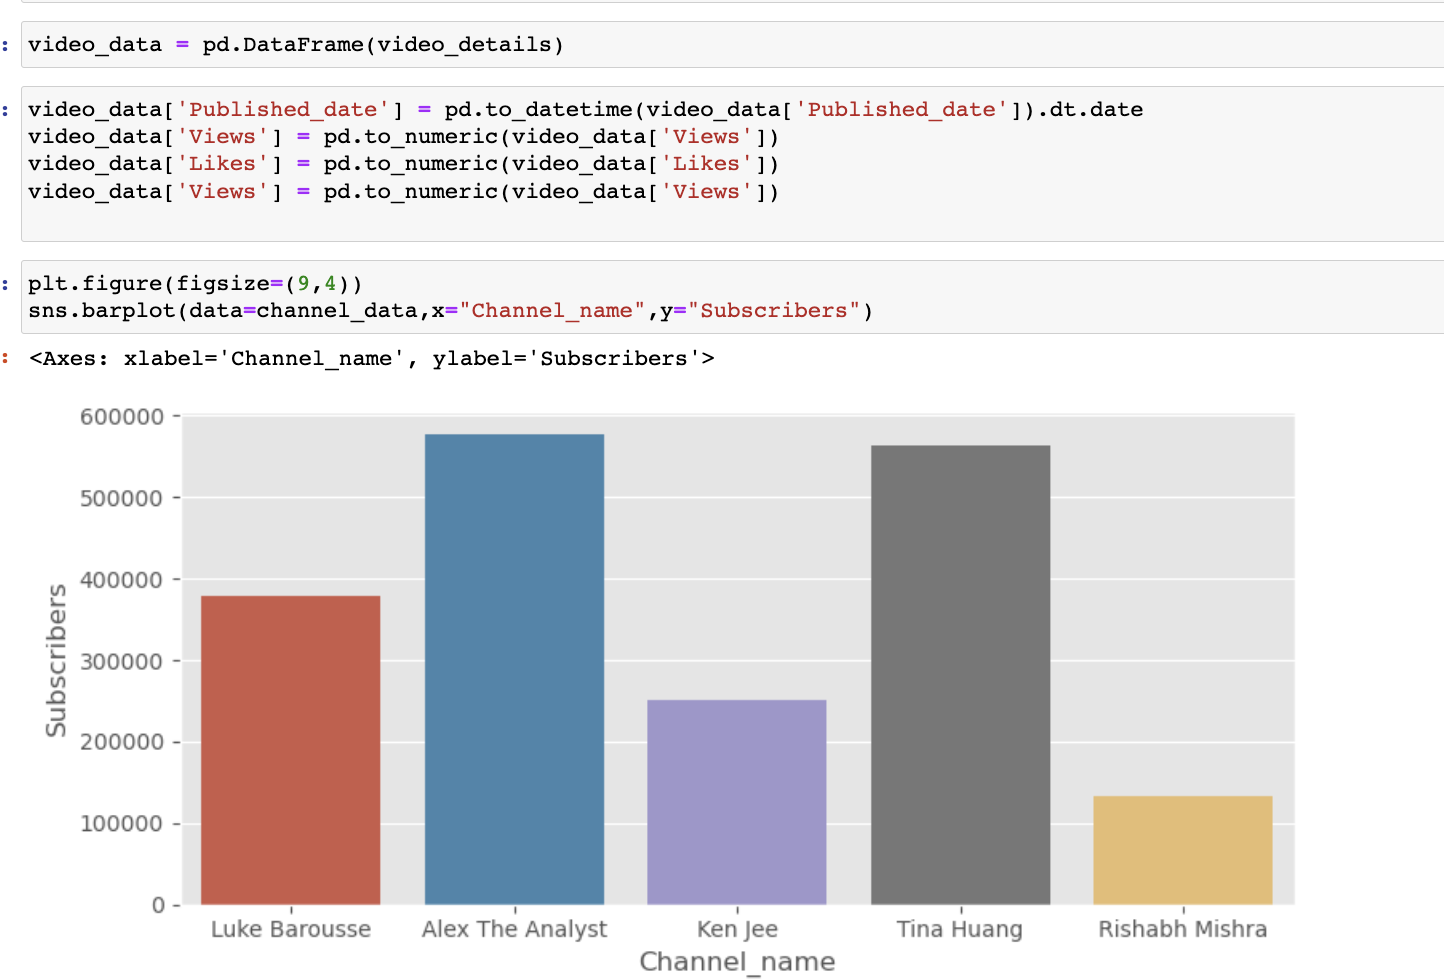 : video_data = pd.DataFrame(video_details)
: video_data['Published_date'] = pd.to_datetime(video_data['Published_date']).dt.date
video_data['Views'] = pd.to_numeric(video_data['Views'])
video_data['Likes'] = pd.to_numeric(video_data['Likes'])
video_data['Views'] = pd.to_numeric(video_data['Views'])
: plt.figure(figsize=(9,4))
sns.barplot(data=channel_data,x="Channel_name",y="Subscribers")
: <Axes: xlabel='Channel_name', ylabel='Subscribers'>
600000
500000
400000
300000
200000
100000
0
Subscribers
Luke Barousse Alex The Analyst Ken Jee Tina Huang Rishabh Mishra
Channel_name